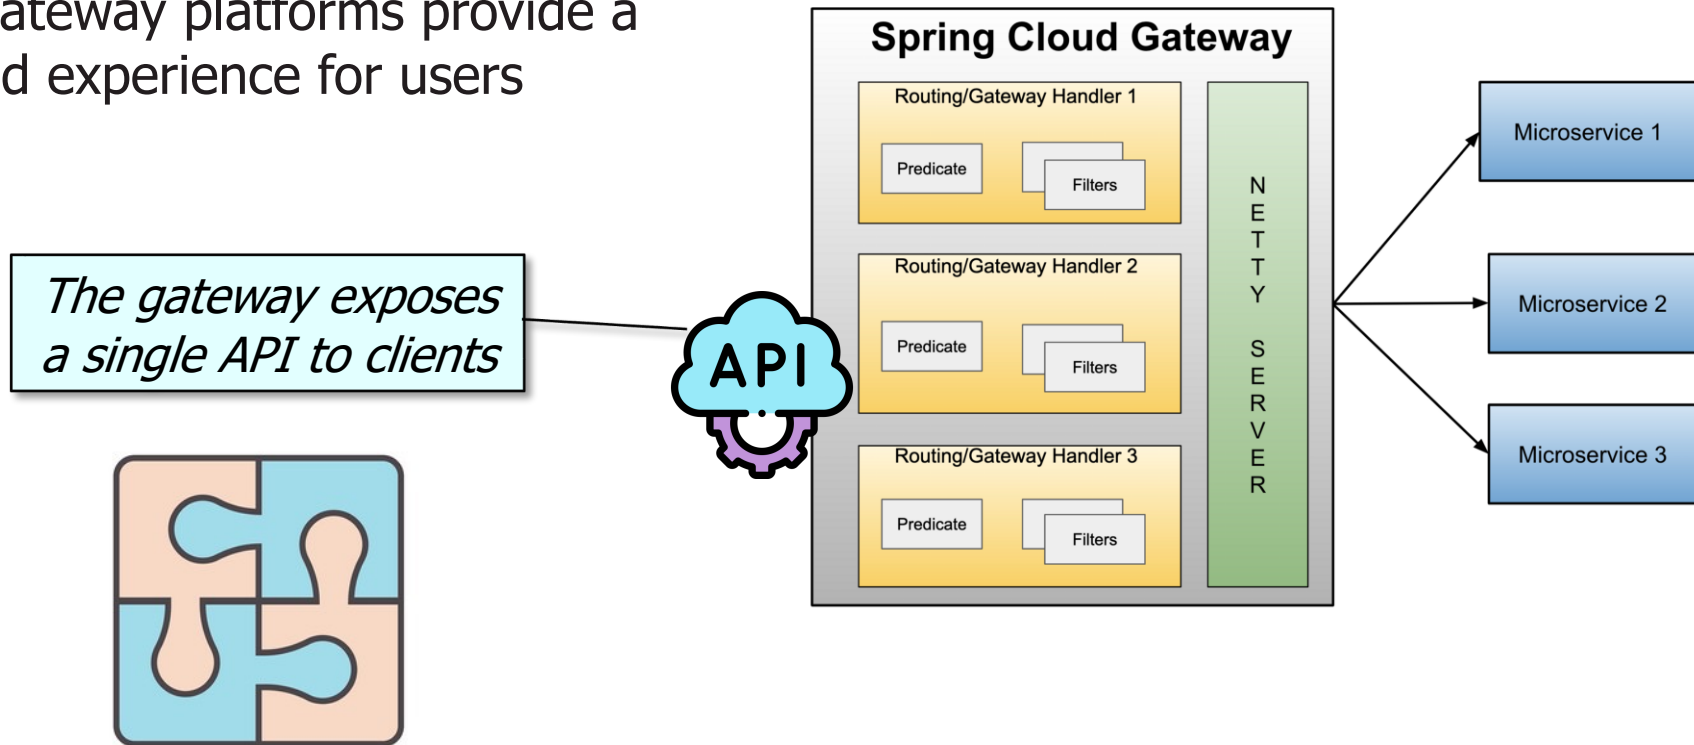 ateway platforms provide a
d experience for users
The gateway exposes
a single API to clients
API
Spring Cloud Gateway
Routing/Gateway Handler 1
Predicate
Filters
Routing/Gateway Handler 2
Predicate
Filters
Routing/Gateway Handler 3
Predicate
Filters
NETTY SERVER
Microservice 1
Microservice 2
Microservice 3